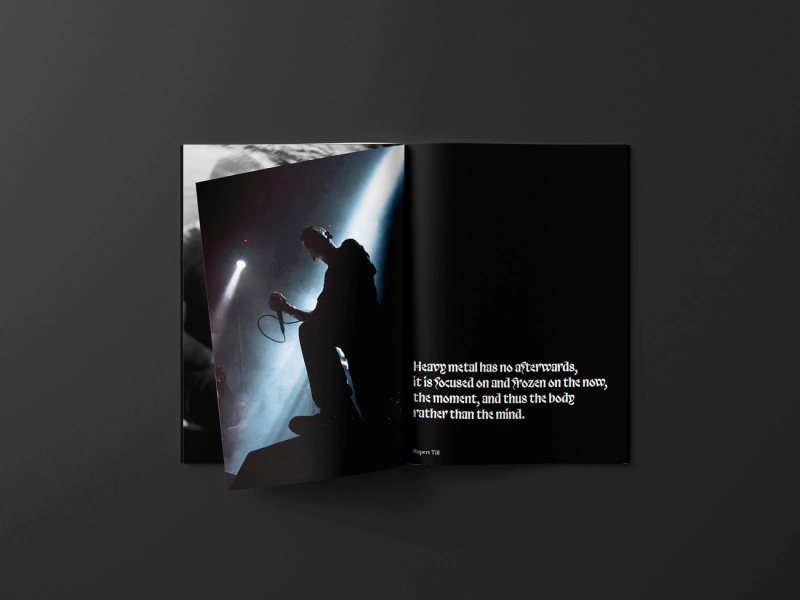 Heavy metal has no afterwards,
it is focused on and frozen on the now,
the moment, and thus the body
rather than the mind.
Rupert Till